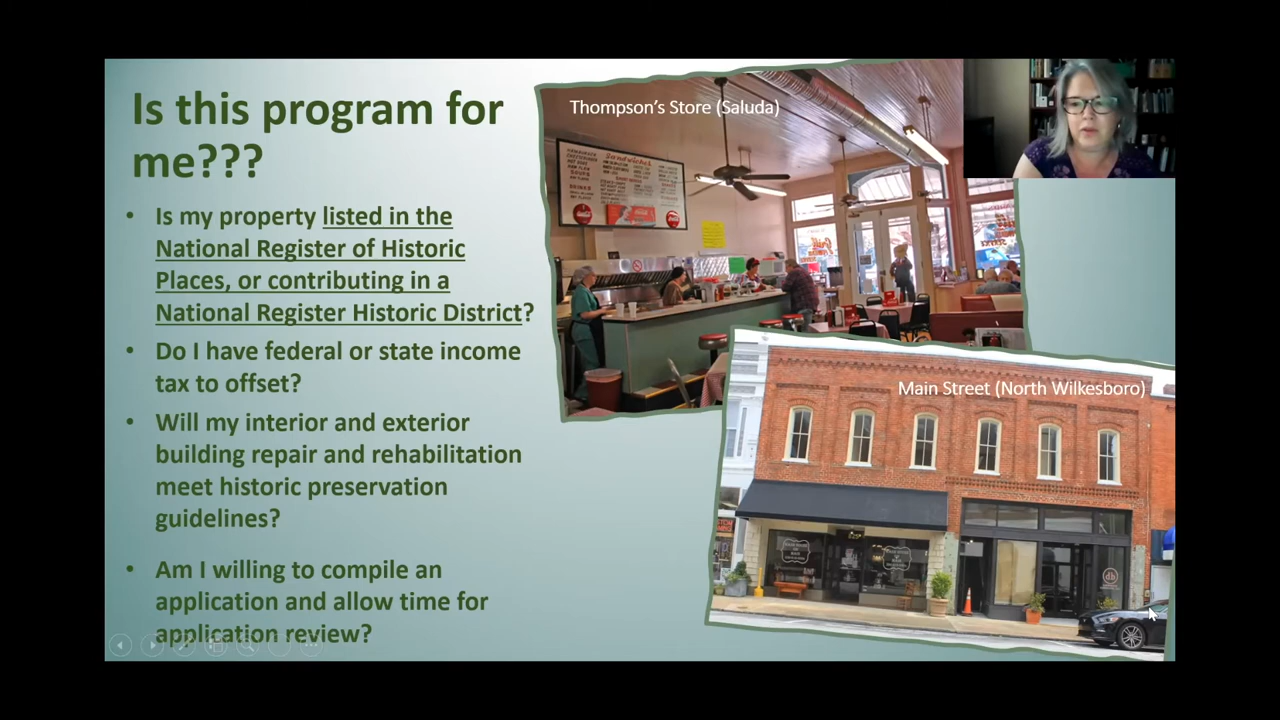 Is this program for
me???
• Is my property listed in the
National Register of Historic
Places, or contributing in a
National Register Historic District?
• Do I have federal or state income
tax to offset?
• Will my interior and exterior
building repair and rehabilitation
meet historic preservation
guidelines?
• Am I willing to compile an
application and allow time for
application review?
Thompson's Store (Saluda)
Sandwiches
Main Street (North Wilkesboro)
db